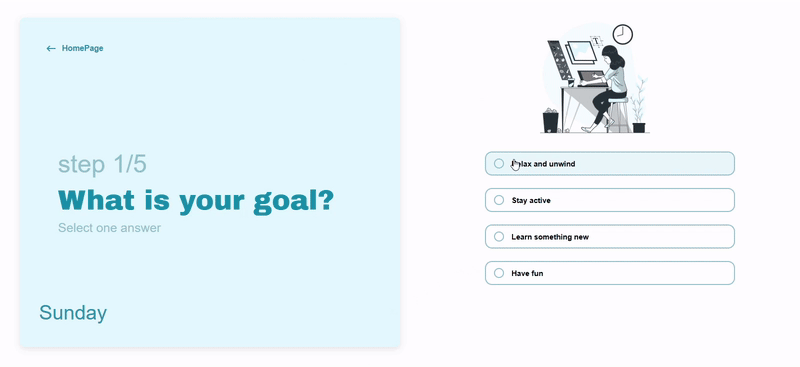 HomePage
step 1/5
What is your goal?
Select one answer
Sunday
Relax and unwind
Stay active
Learn something new
Have fun